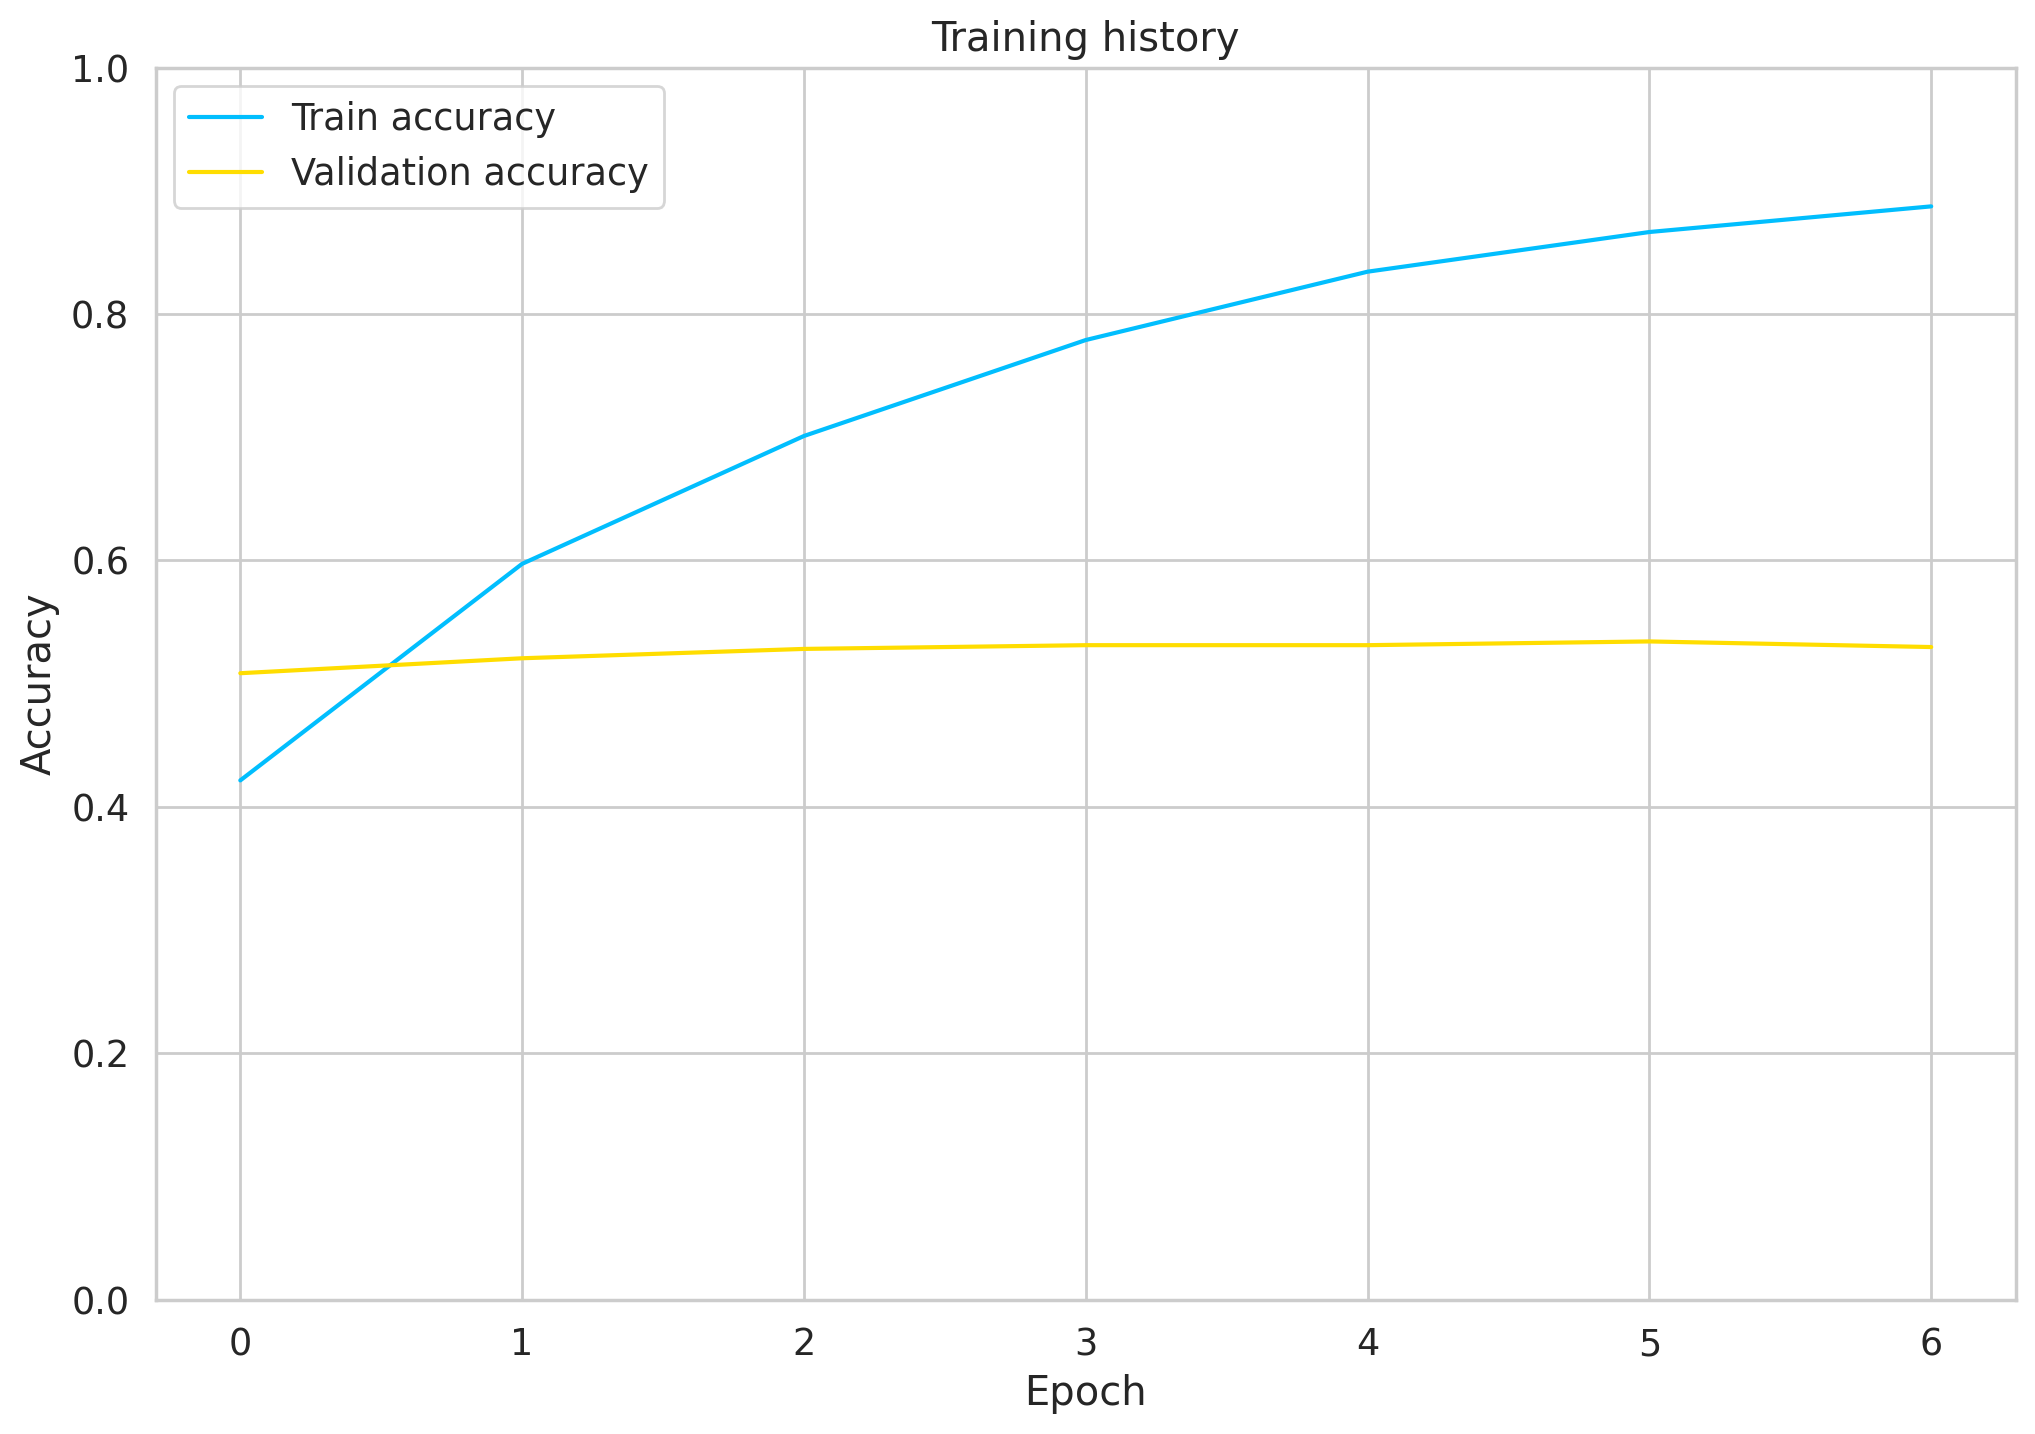 Training history
1.0
Train accuracy
Validation accuracy
0.8
0.6
0.4
0.2
0.0
Accuracy
0 1 2 3 4 5 6
Epoch